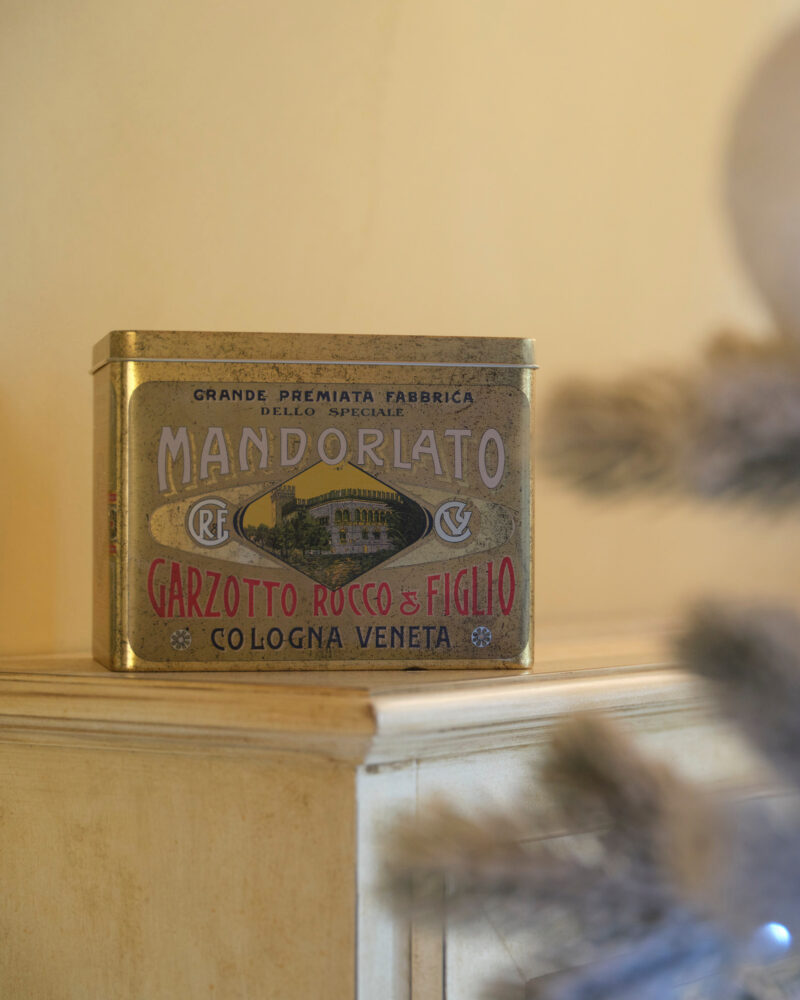 GRANDE PREMIATA FABBRICA
DELLO SPECIALE
MANDORLATO
GARZOTTO ROCCO & FIGLIO
COLOGNA VENETA